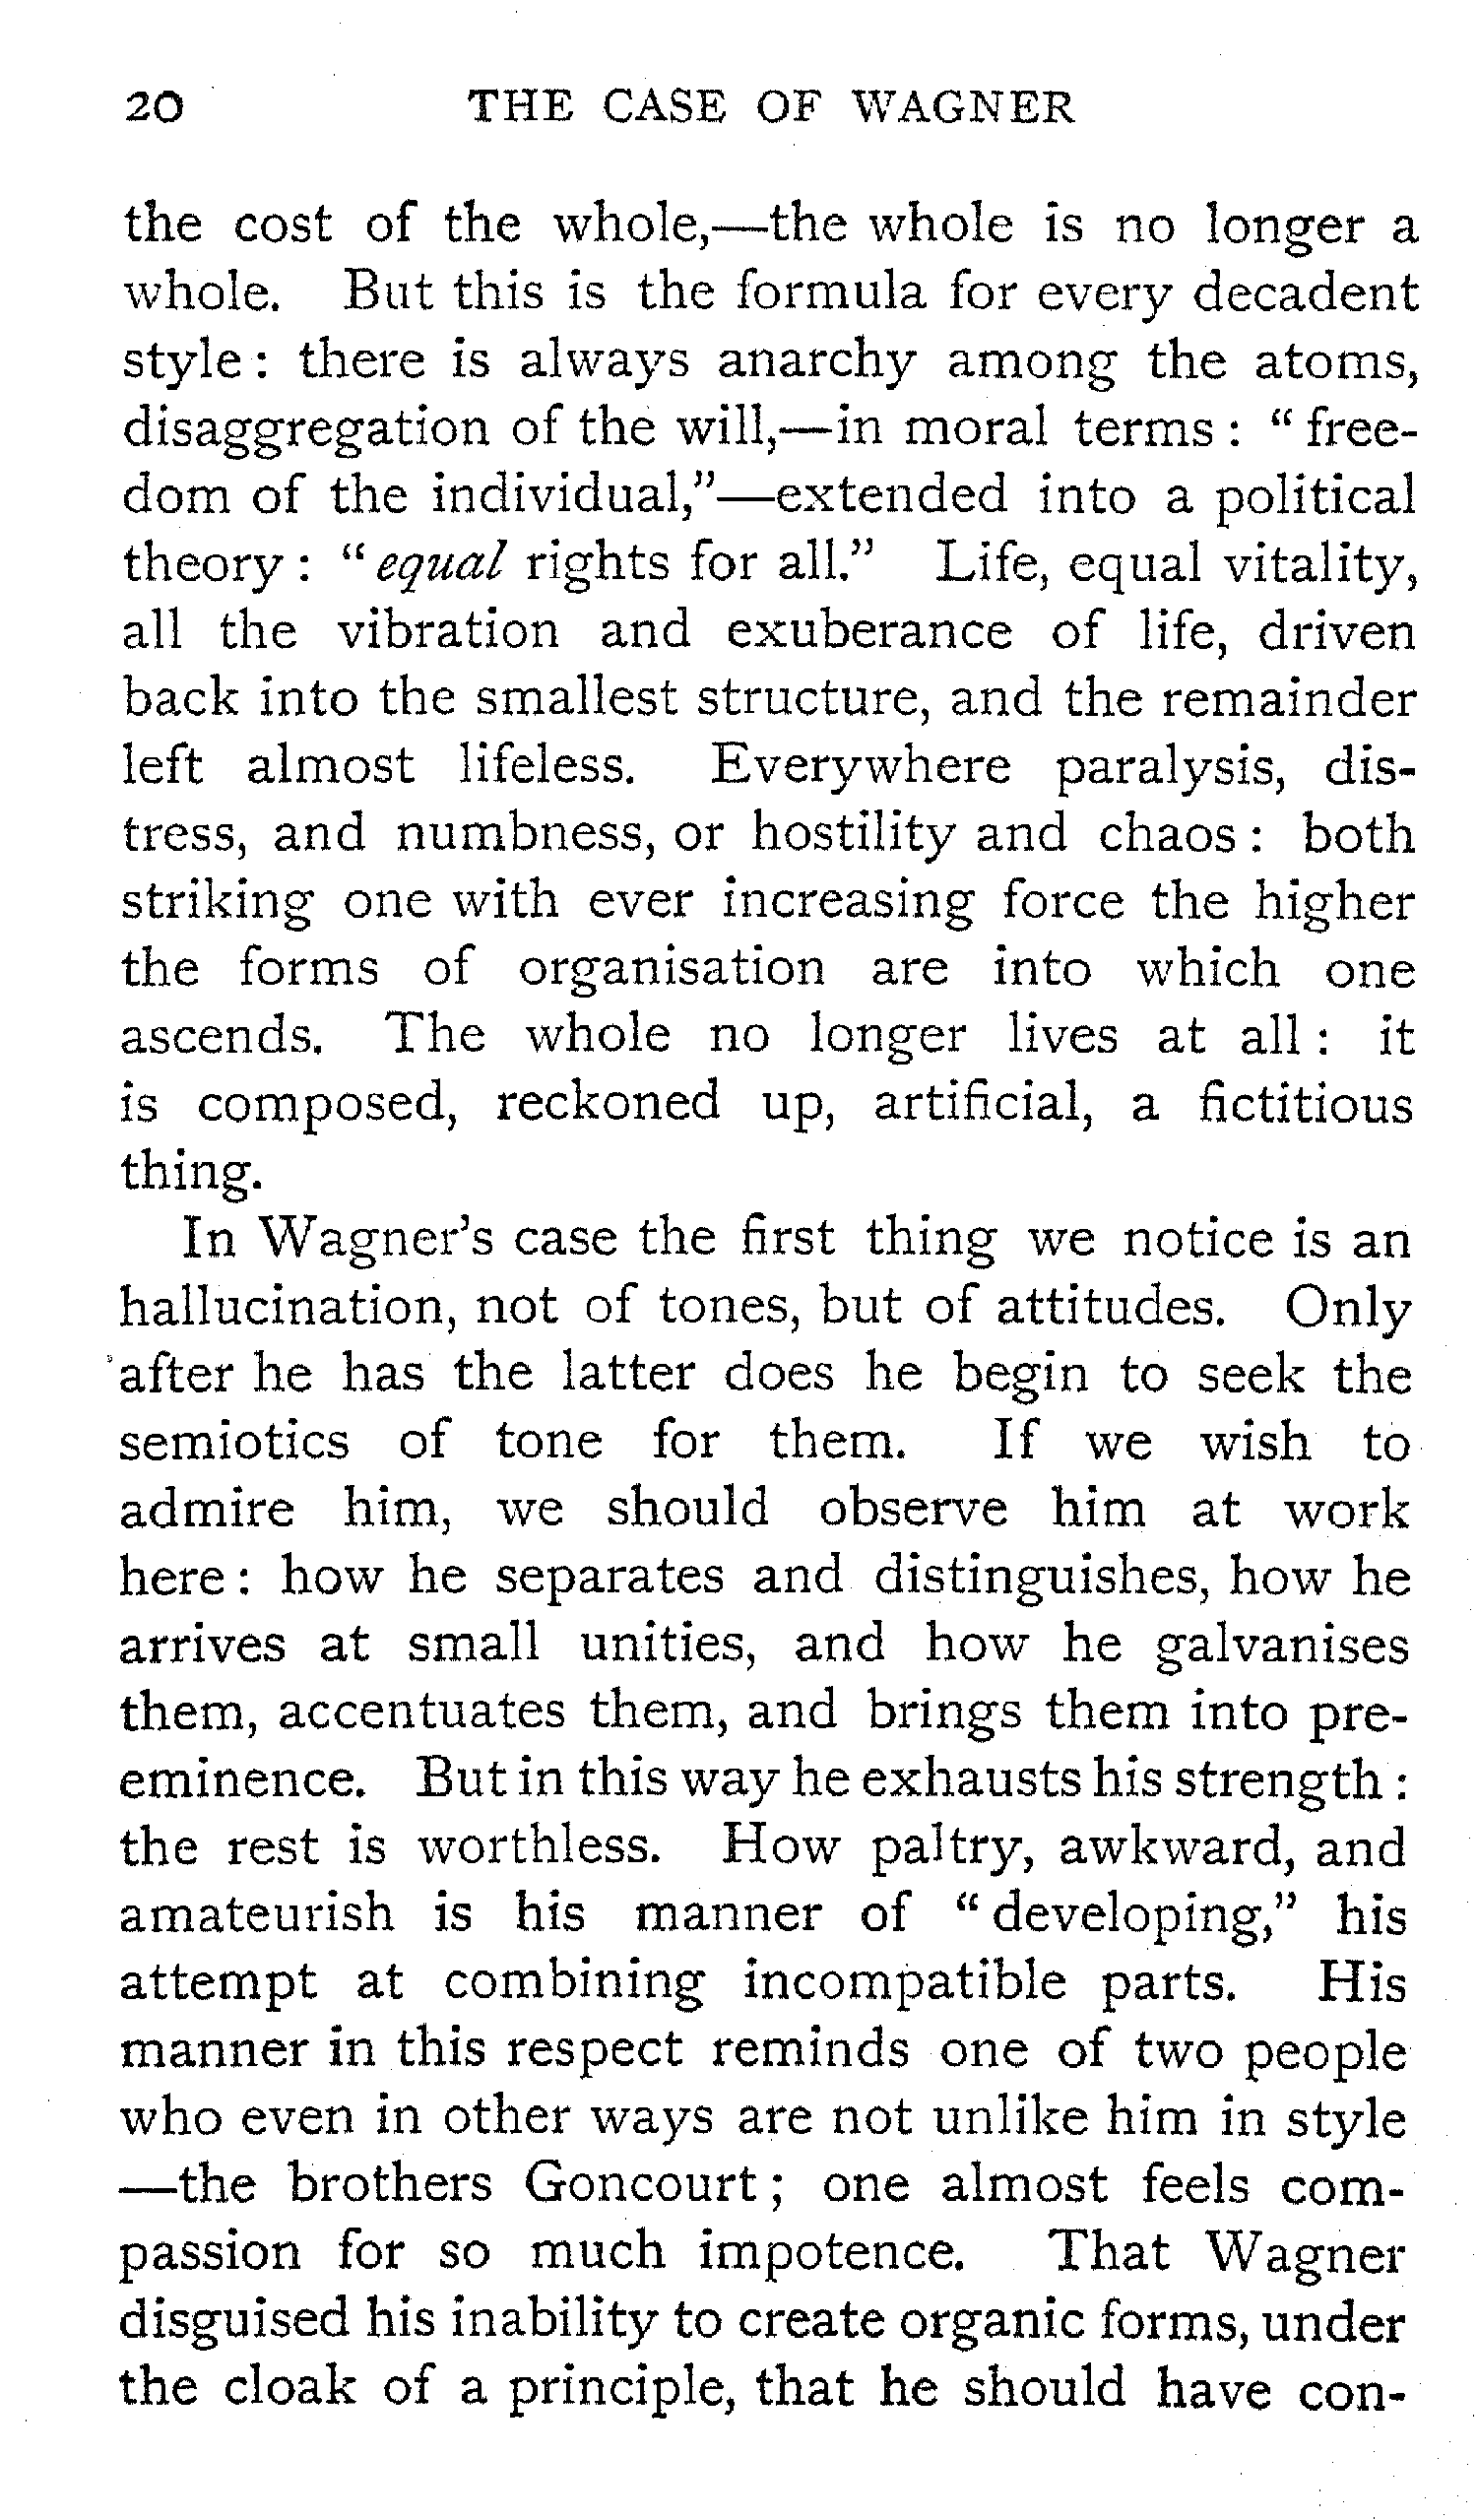 20 THE CASE OF WAGNER
the cost of the whole,—the whole is no longer a
whole. But this is the formula for every decadent
style : there is always anarchy among the atoms,
disaggregation of the will,—in moral terms : “ free-
dom of the individual,”—extended into a political
theory : “ equal rights for all.” Life, equal vitality,
all the vibration and exuberance of life, driven
back into the smallest structure, and the remainder
left almost lifeless. Everywhere paralysis, dis-
tress, and numbness, or hostility and chaos : both
striking one with ever increasing force the higher
the forms of organisation are into which one
ascends. The whole no longer lives at all : it
is composed, reckoned up, artificial, a fictitious
thing.
In Wagner’s case the first thing we notice is an
hallucination, not of tones, but of attitudes. Only
after he has the latter does he begin to seek the
semiotics of tone for them. If we wish to
admire him, we should observe him at work
here : how he separates and distinguishes, how he
arrives at small unities, and how he galvanises
them, accentuates them, and brings them into pre-
eminence. But in this way he exhausts his strength :
the rest is worthless. How paltry, awkward, and
amateurish is his manner of “ developing,” his
attempt at combining incompatible parts. His
manner in this respect reminds one of two people
who even in other ways are not unlike him in style
—the brothers Goncourt ; one almost feels com-
passion for so much impotence. That Wagner
disguised his inability to create organic forms, under
the cloak of a principle, that he should have con-